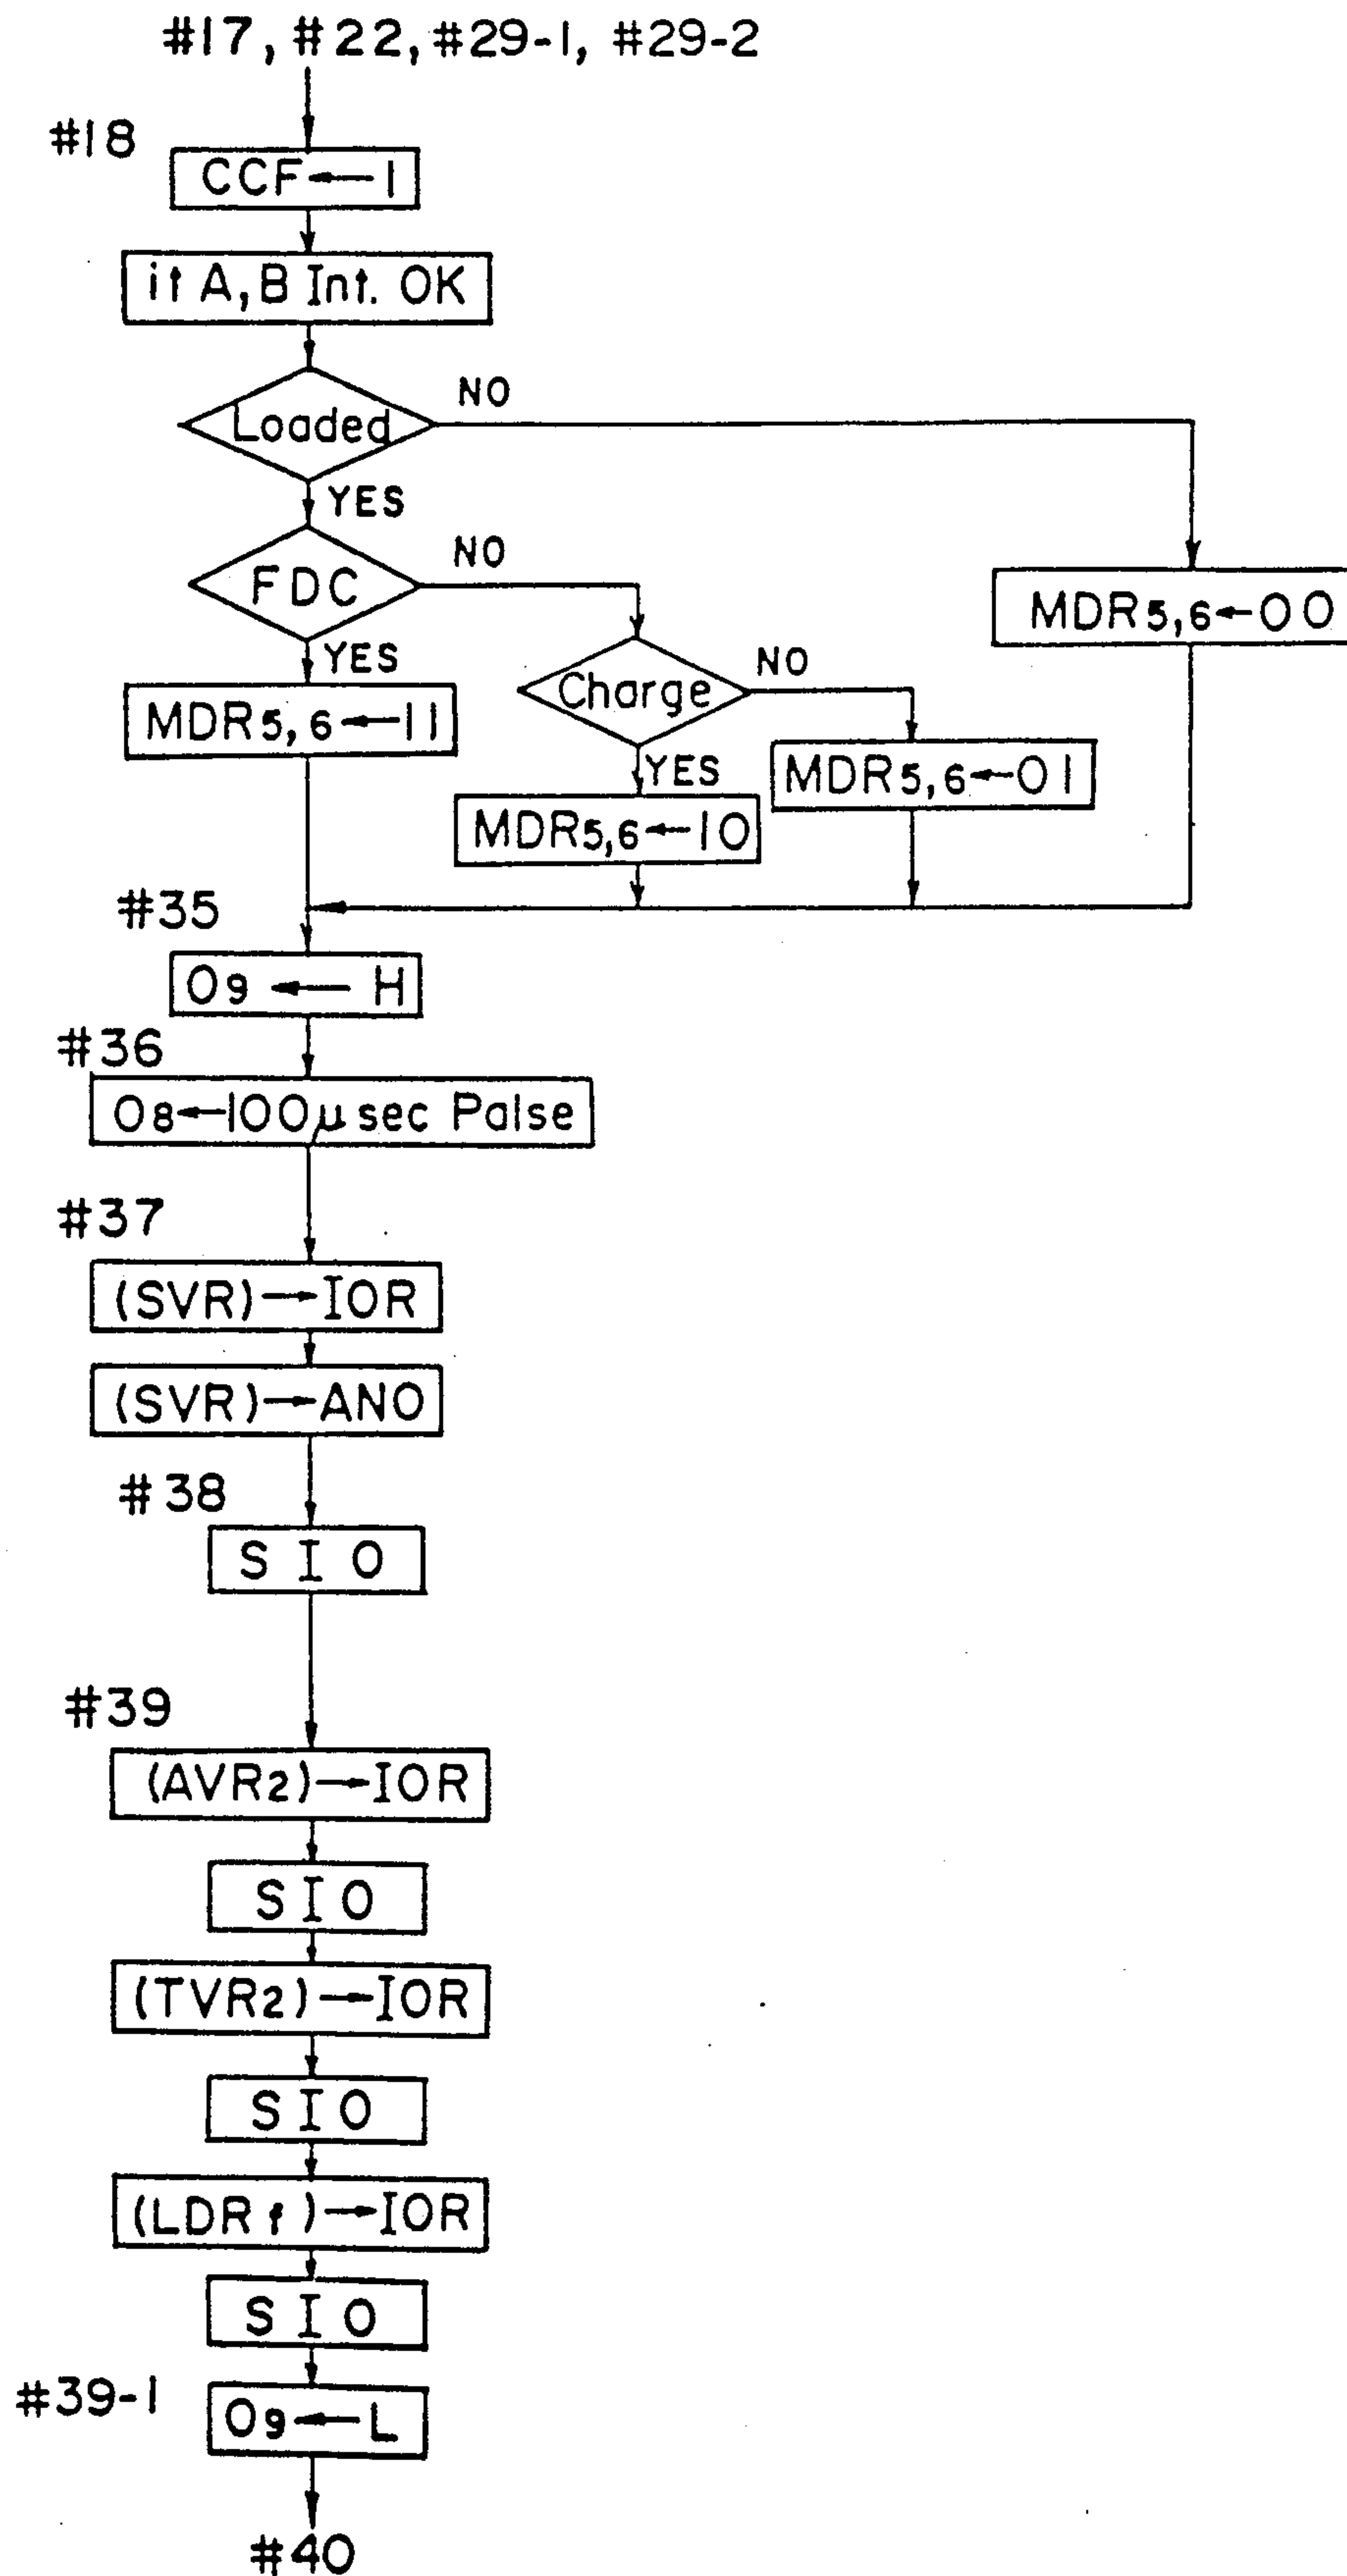 #17, #22, #29-1, #29-2
#18
CCF←1
it A, B Int. OK
Loaded
NO
YES
FDC
NO
MDR5,6←00
YES
Charge
NO
MDR5,6←11
YES
MDR5,6←01
MDR5,6←10
#35
O9 ← H
#36
O8←100μsec Palse
#37
(SVR)→IOR
(SVR)→ANO
#38
SIO
#39
(AVR2)→IOR
SIO
(TVR2)→IOR
SIO
(LDRf)→IOR
SIO
#39-1
O9←L
#40